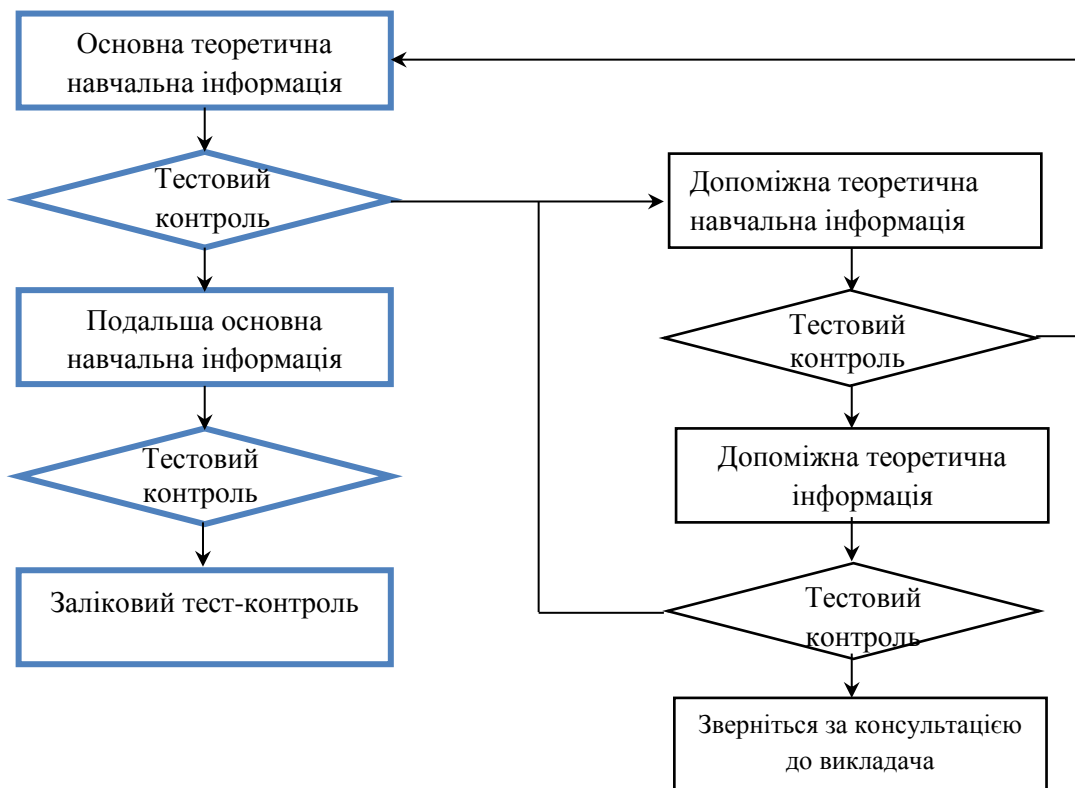 Основна теоретична
навчальна інформація
Тестовий
контроль
Подальша основна
навчальна інформація
Тестовий
контроль
Заліковий тест-контроль
Допоміжна теоретична
навчальна інформація
Тестовий
контроль
Допоміжна теоретична
інформація
Тестовий
контроль
Зверніться за консультацією
до викладача